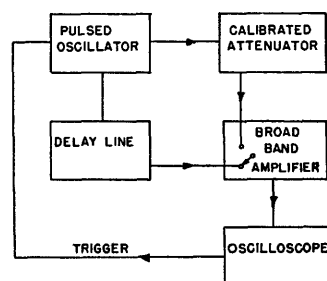 PULSED
OSCILLATOR
CALIBRATED
ATTENUATOR
DELAY LINE
BROAD
BAND
AMPLIFIER
TRIGGER
OSCILLOSCOPE